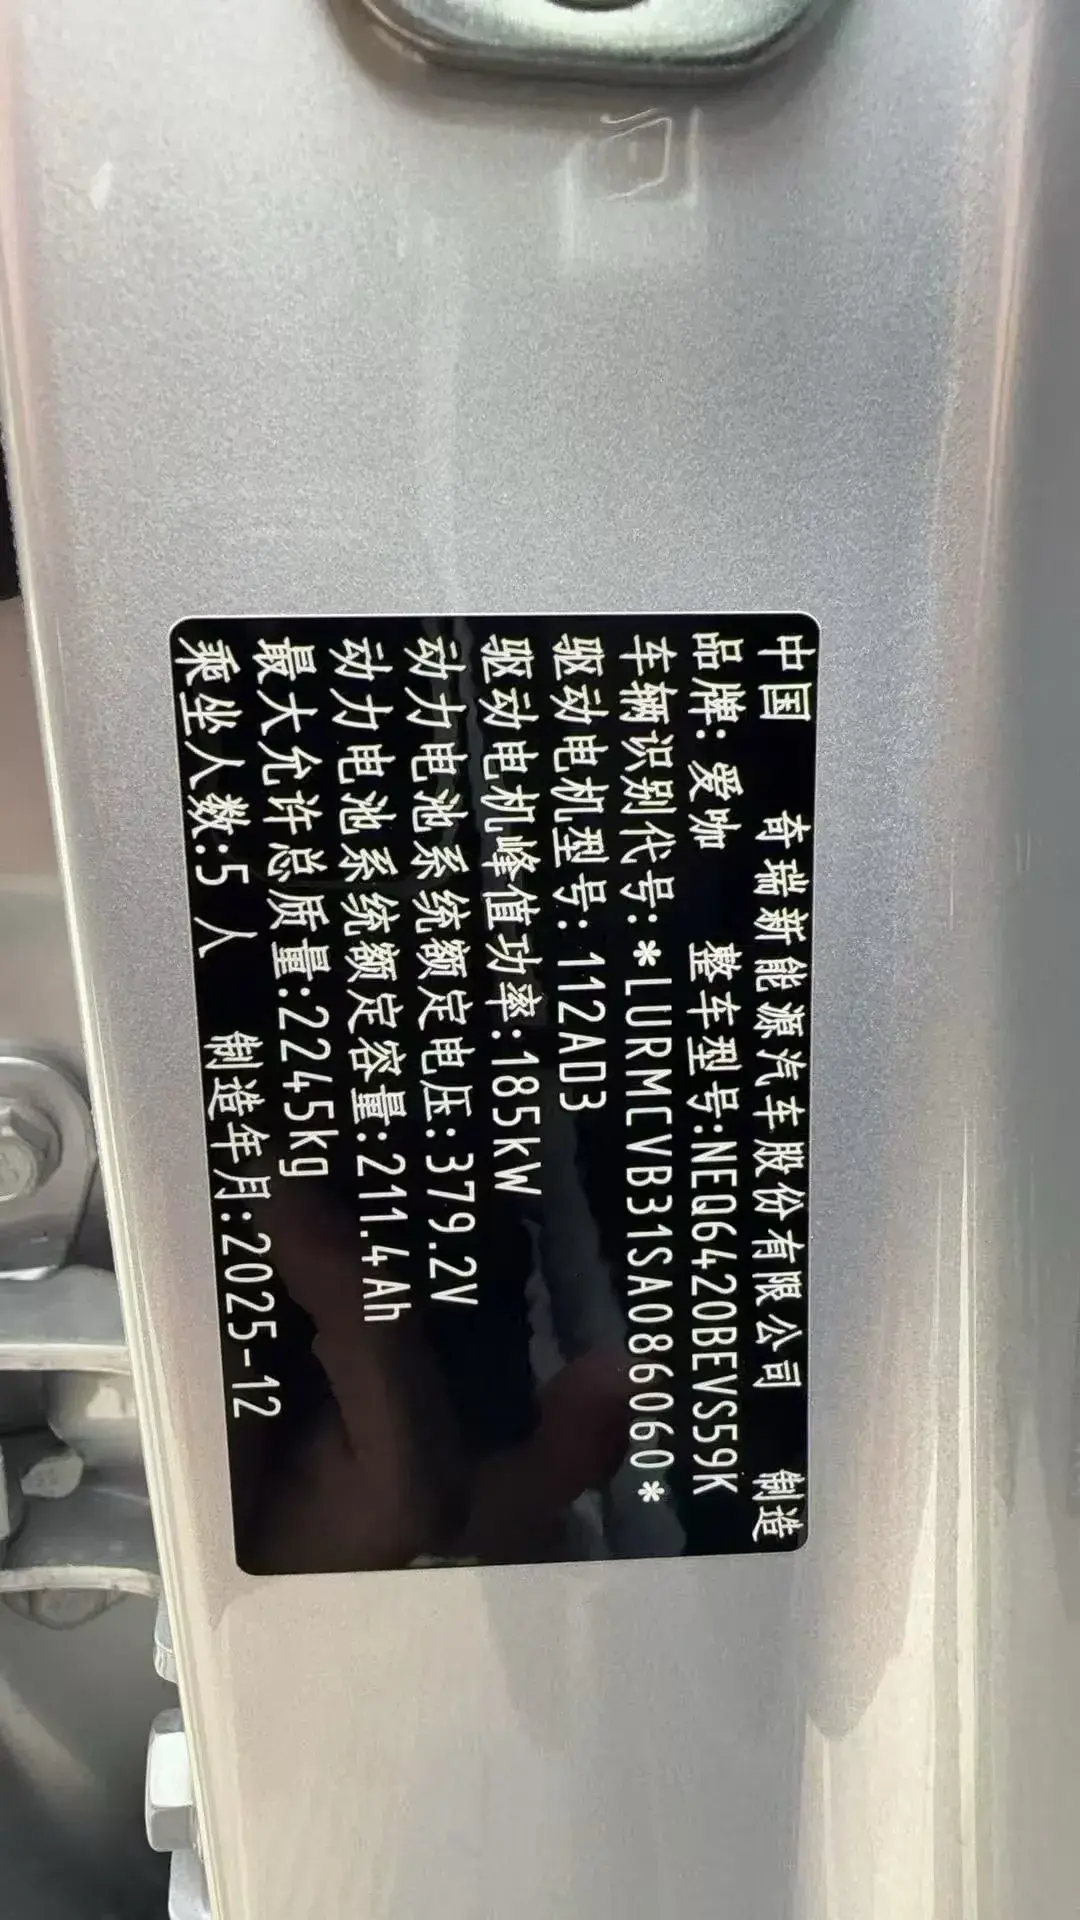 中国 奇瑞新能源汽车股份有限公司 制造
品牌:爱咖 整车型号:NEQ6420BEVS59K
车辆识别代号:*LURMCVB31SA086060*
驱动电机型号:112AD3
驱动电机峰值功率:185kW
动力电池系统额定电压:379.2V
动力电池系统额定容量:211.4Ah
最大允许总质量:2245kg
乘坐人数:5 人 制造年月:2025-12